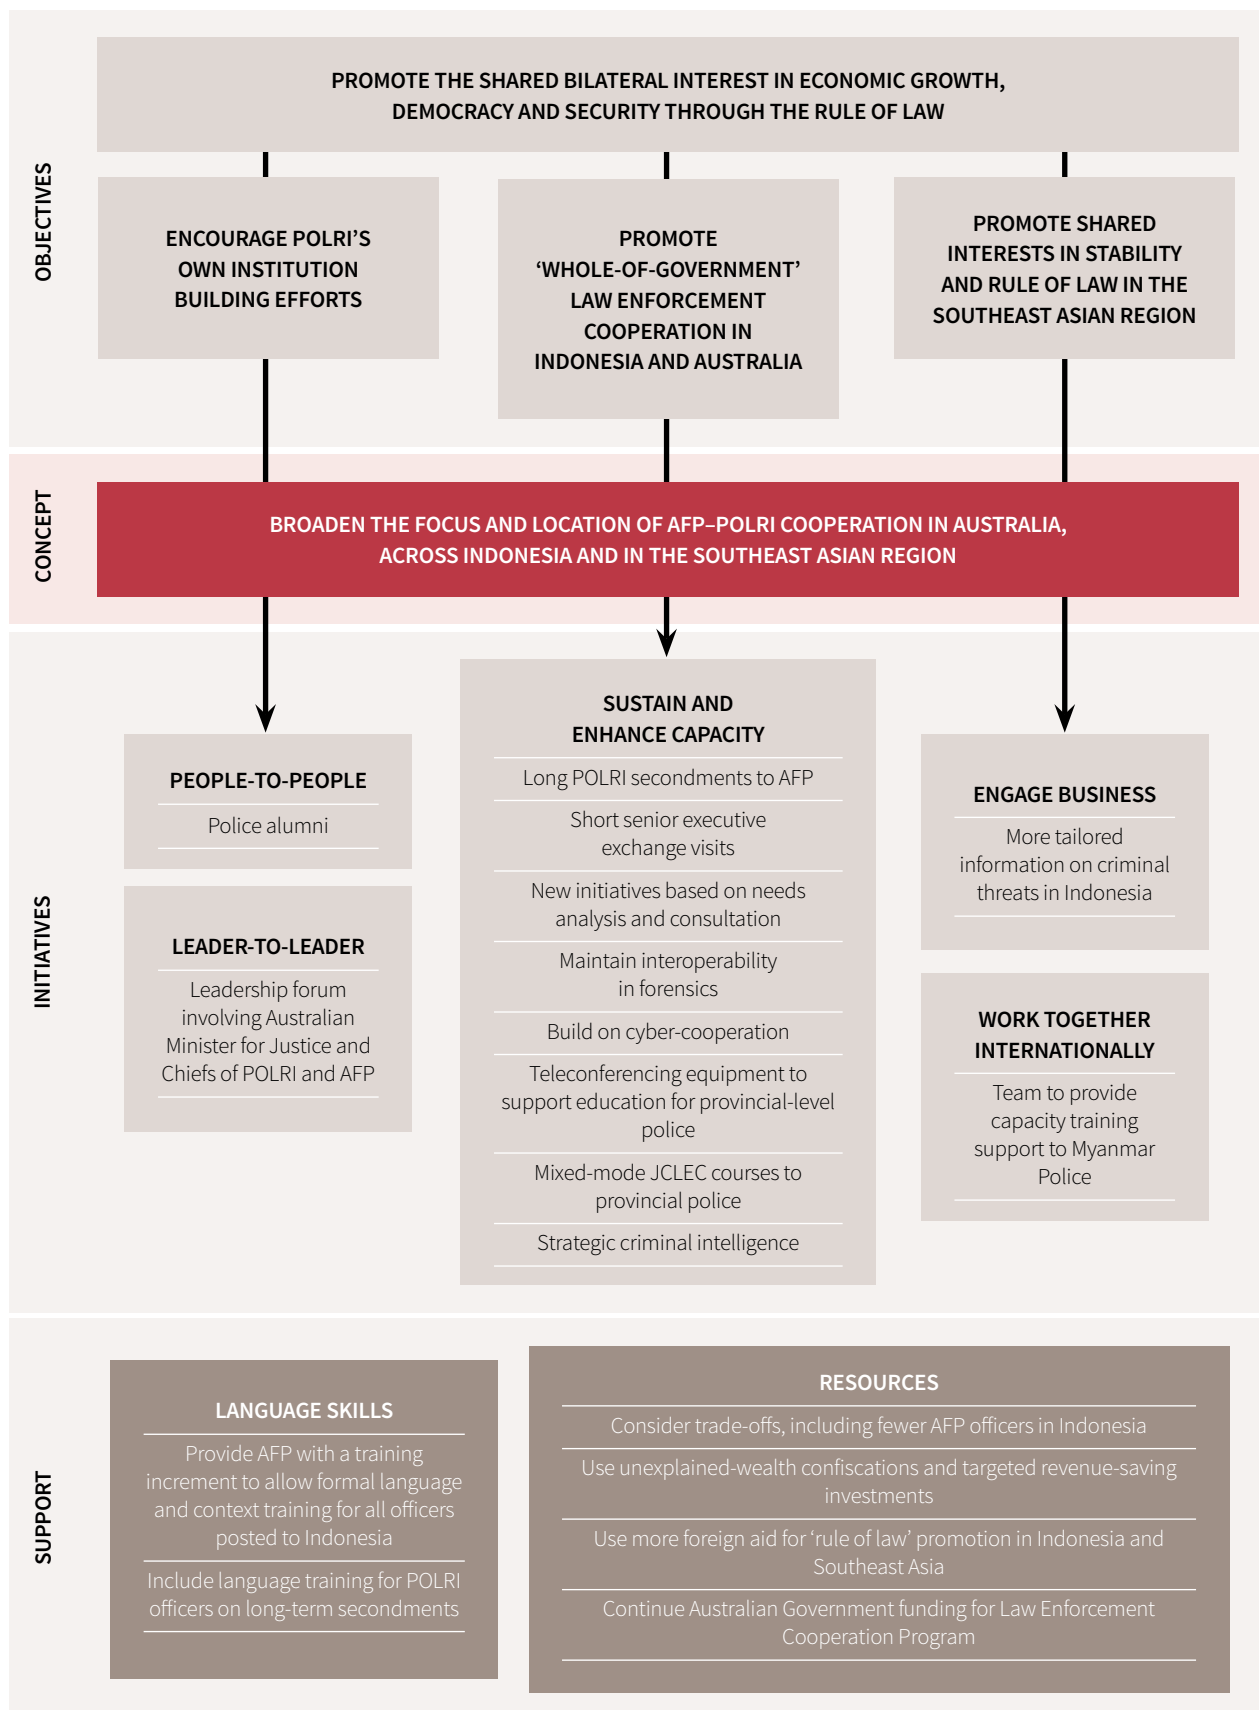 OBJECTIVES
PROMOTE THE SHARED BILATERAL INTEREST IN ECONOMIC GROWTH,
DEMOCRACY AND SECURITY THROUGH THE RULE OF LAW
ENCOURAGE POLRI’S
OWN INSTITUTION
BUILDING EFFORTS
PROMOTE
‘WHOLE-OF-GOVERNMENT’
LAW ENFORCEMENT
COOPERATION IN
INDONESIA AND AUSTRALIA
PROMOTE SHARED
INTERESTS IN STABILITY
AND RULE OF LAW IN THE
SOUTHEAST ASIAN REGION
CONCEPT
BROADEN THE FOCUS AND LOCATION OF AFP–POLRI COOPERATION IN AUSTRALIA,
ACROSS INDONESIA AND IN THE SOUTHEAST ASIAN REGION
INITIATIVES
PEOPLE-TO-PEOPLE
Police alumni
LEADER-TO-LEADER
Leadership forum
involving Australian
Minister for Justice and
Chiefs of POLRI and AFP
SUSTAIN AND
ENHANCE CAPACITY
Long POLRI secondments to AFP
Short senior executive
exchange visits
New initiatives based on needs
analysis and consultation
Maintain interoperability
in forensics
Build on cyber-cooperation
Teleconferencing equipment to
support education for provincial-level
police
Mixed-mode JCLEC courses to
provincial police
Strategic criminal intelligence
ENGAGE BUSINESS
More tailored
information on criminal
threats in Indonesia
WORK TOGETHER
INTERNATIONALLY
Team to provide
capacity training
support to Myanmar
Police
SUPPORT
LANGUAGE SKILLS
Provide AFP with a training
increment to allow formal language
and context training for all officers
posted to Indonesia
Include language training for POLRI
officers on long-term secondments
RESOURCES
Consider trade-offs, including fewer AFP officers in Indonesia
Use unexplained-wealth confiscations and targeted revenue-saving
investments
Use more foreign aid for ‘rule of law’ promotion in Indonesia and
Southeast Asia
Continue Australian Government funding for Law Enforcement
Cooperation Program